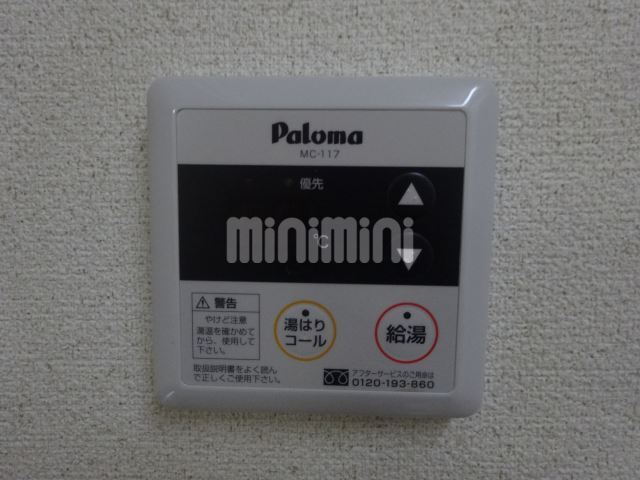 Paloma
MC-117
優先
minimini
℃
警告
やけど注意
湯温を確かめて
から、使用して
下さい。
取扱説明書をよく読ん
で正しくご使用下さい。
湯はり
コール
給湯
アフターサービスのご用命は
0120-193-860